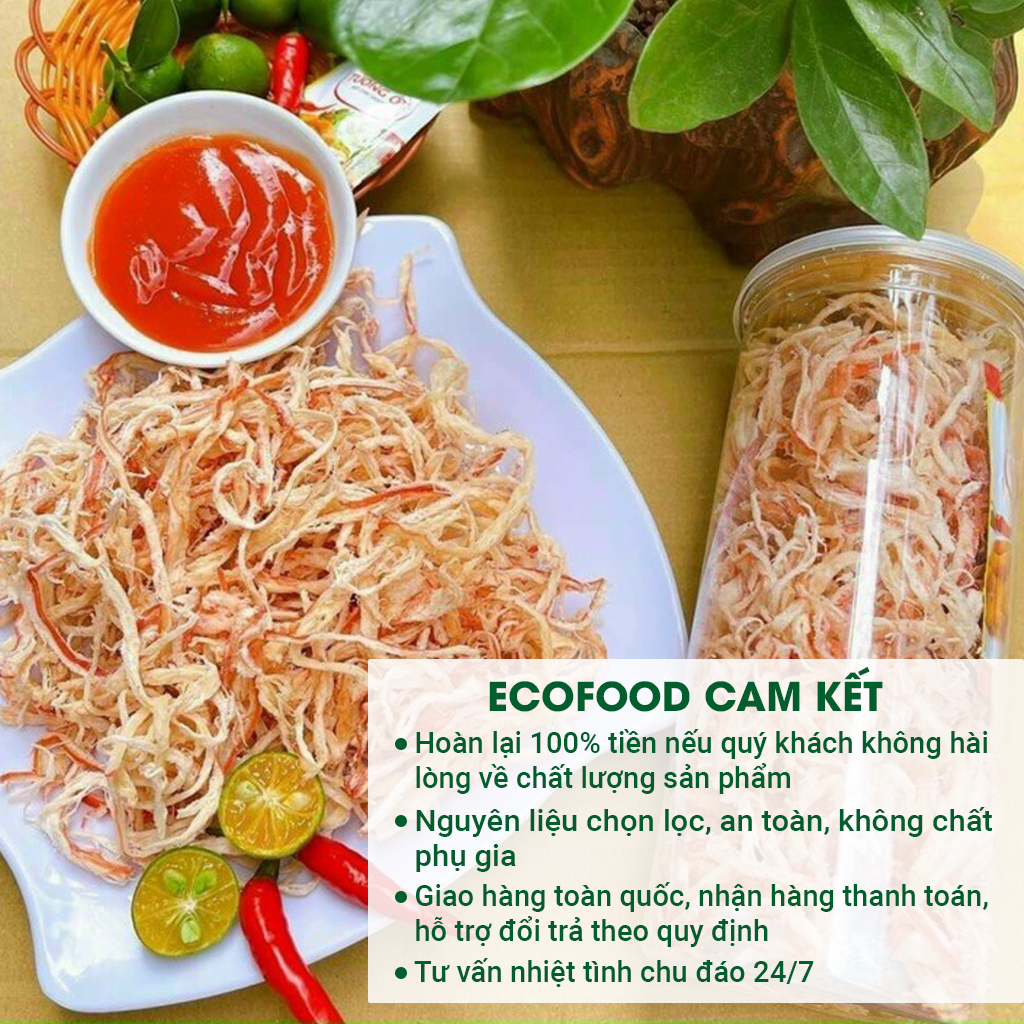 TƯƠNG Ớ
ECOFOOD CAM KẾT
• Hoàn lại 100% tiền nếu quý khách không hài
lòng về chất lượng sản phẩm
• Nguyên liệu chọn lọc, an toàn, không chất
phụ gia
• Giao hàng toàn quốc, nhận hàng thanh toán,
hỗ trợ đổi trả theo quy định
• Tư vấn nhiệt tình chu đáo 24/7